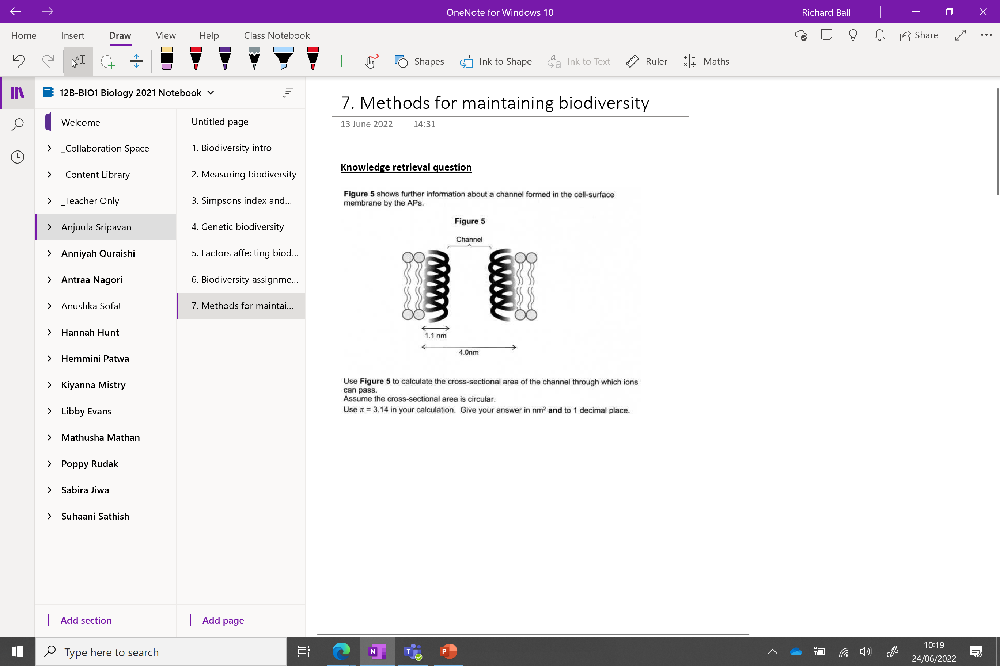 OneNote for Windows 10
Richard Ball
Home Insert Draw View Help Class Notebook
Share
Shapes Ink to Shape Ink to Text Ruler Maths
12B-BIO1 Biology 2021 Notebook
Welcome
_Collaboration Space
_Content Library
_Teacher Only
Anjuula Sripavan
Anniyah Quraishi
Antraa Nagori
Anushka Sofat
Hannah Hunt
Hemmini Patwa
Kiyanna Mistry
Libby Evans
Mathusha Mathan
Poppy Rudak
Sabira Jiwa
Suhaani Sathish
Add section
Untitled page
1. Biodiversity intro
2. Measuring biodiversity
3. Simpsons index and...
4. Genetic biodiversity
5. Factors affecting biod...
6. Biodiversity assignme...
7. Methods for maintai...
Add page
7. Methods for maintaining biodiversity
13 June 2022 14:31
Knowledge retrieval question
Figure 5 shows further information about a channel formed in the cell-surface
membrane by the APs.
Figure 5
Channel
1.1 nm
4.0nm
Use Figure 5 to calculate the cross-sectional area of the channel through which ions
can pass.
Assume the cross-sectional area is circular.
Use π = 3.14 in your calculation. Give your answer in nm² and to 1 decimal place.
Type here to search
10:19
24/06/2022